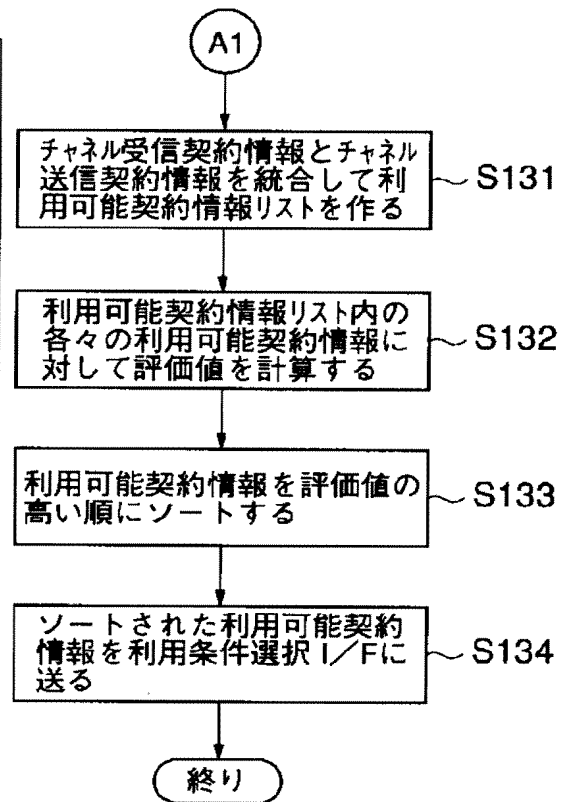 A1
チャネル受信契約情報とチャネル
送信契約情報を統合して利
用可能契約情報リストを作る
S131
利用可能契約情報リスト内の
各々の利用可能契約情報に
対して評価値を計算する
S132
利用可能契約情報を評価値の
高い順にソートする
S133
ソートされた利用可能契約
情報を利用条件選択I/Fに
送る
S134
終り